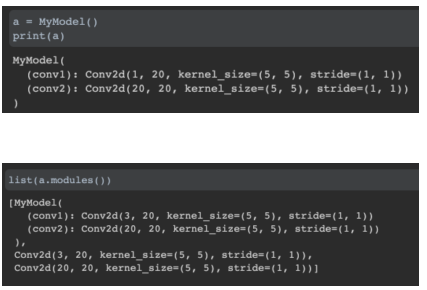 a = MyModel()
print(a)
MyModel(
  (conv1): Conv2d(1, 20, kernel_size=(5, 5), stride=(1, 1))
  (conv2): Conv2d(20, 20, kernel_size=(5, 5), stride=(1, 1))
)
list(a.modules())
[MyModel(
   (conv1): Conv2d(3, 20, kernel_size=(5, 5), stride=(1, 1))
   (conv2): Conv2d(20, 20, kernel_size=(5, 5), stride=(1, 1))
 ),
 Conv2d(3, 20, kernel_size=(5, 5), stride=(1, 1)),
 Conv2d(20, 20, kernel_size=(5, 5), stride=(1, 1))]